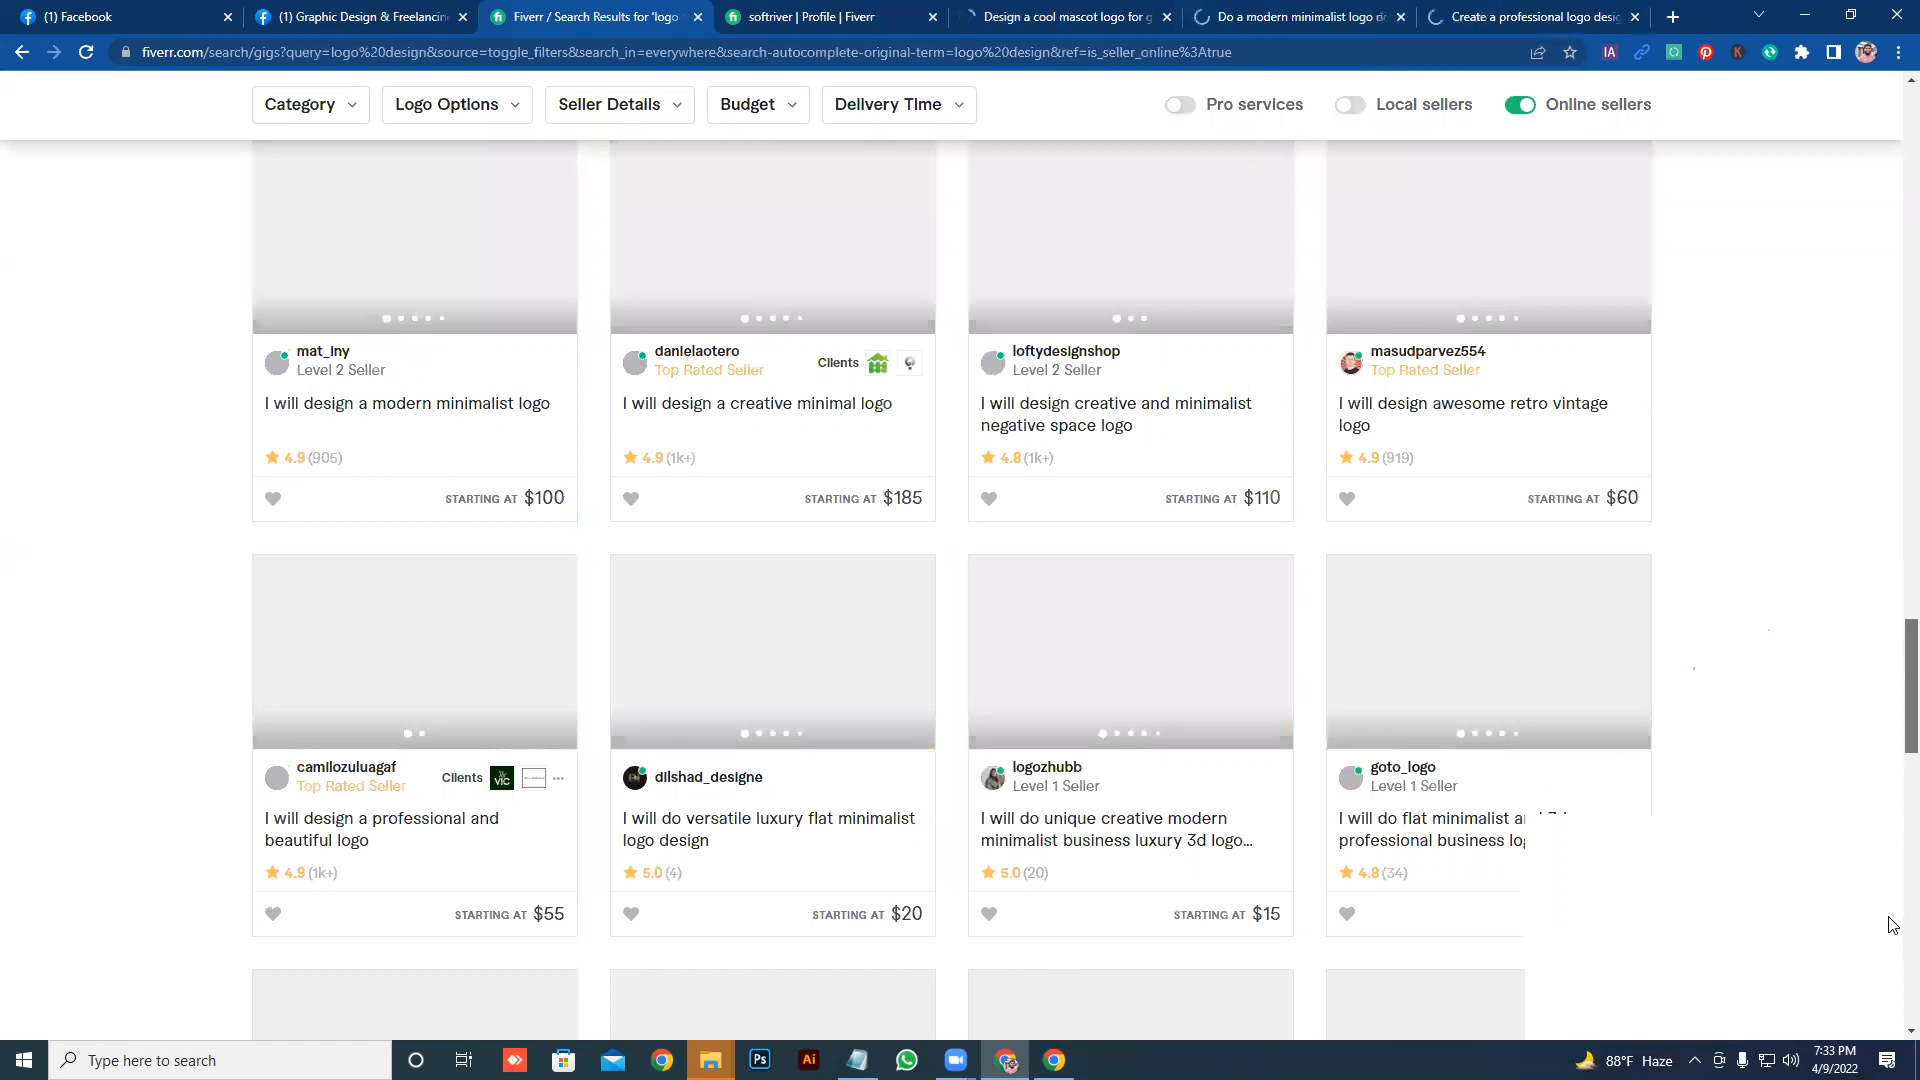 (1) Facebook
(1) Graphic Design & Freelancin
Fiverr / Search Results for 'logo
softriver | Profile | Fiverr
Design a cool mascot logo for g
Do a modern minimalist logo d
Create a professional logo desig
fiverr.com/search/gigs?query=logo%20design&source=toggle_filters&search_in=everywhere&search-autocomplete-original-term=logo%20design&ref=is_seller_online%3Atrue
IA
K
Category
Logo Options
Seller Details
Budget
Delivery Time
Pro services
Local sellers
Online sellers
mat_iny
Level 2 Seller
I will design a modern minimalist logo
4.9 (905)
STARTING AT $100
danielaotero
Top Rated Seller
Clients
I will design a creative minimal logo
4.9 (1k+)
STARTING AT $185
loftydesignshop
Level 2 Seller
I will design creative and minimalist
negative space logo
4.8 (1k+)
STARTING AT $110
masudparvez554
Top Rated Seller
I will design awesome retro vintage
logo
4.9 (919)
STARTING AT $60
camilozuluagaf
Top Rated Seller
Clients
VIC
I will design a professional and
beautiful logo
4.9 (1k+)
STARTING AT $55
dilshad_designe
I will do versatile luxury flat minimalist
logo design
5.0 (4)
STARTING AT $20
logozhubb
Level 1 Seller
I will do unique creative modern
minimalist business luxury 3d logo...
5.0 (20)
STARTING AT $15
goto_logo
Level 1 Seller
I will do flat minimalist
professional business
4.8 (34)
Type here to search
Ps
Ai
88°F Haze
7:33 PM
4/9/2022